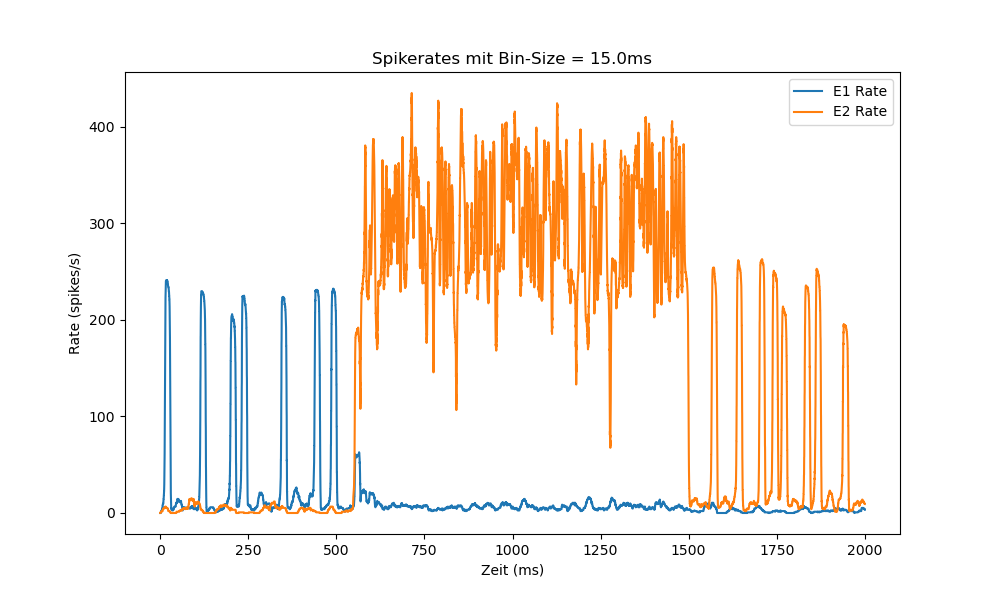 Spikerates mit Bin-Size = 15.0ms
E1 Rate
E2 Rate
400
300
200
100
0
Rate (spikes/s)
0 250 500 750 1000 1250 1500 1750 2000
Zeit (ms)